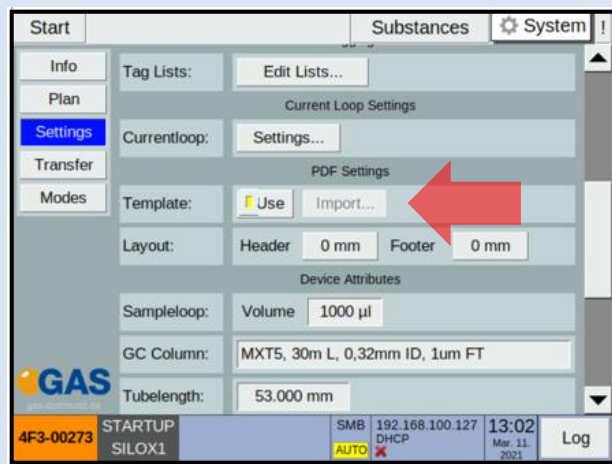 Start Substances System !
Info
Plan
Settings
Transfer
Modes
Tag Lists: Edit Lists...
Current Loop Settings
Currentloop: Settings...
PDF Settings
Template: Use Import...
Layout: Header 0 mm Footer 0 mm
Device Attributes
Sampleloop: Volume 1000 µl
GC Column: MXT5, 30m L, 0,32mm ID, 1um FT
Tubelength: 53.000 mm
GAS
gas-dortmund.de
4F3-00273 STARTUP SILOX1 SMB AUTO 192.168.100.127 DHCP 13:02 Mar. 11. 2021 Log